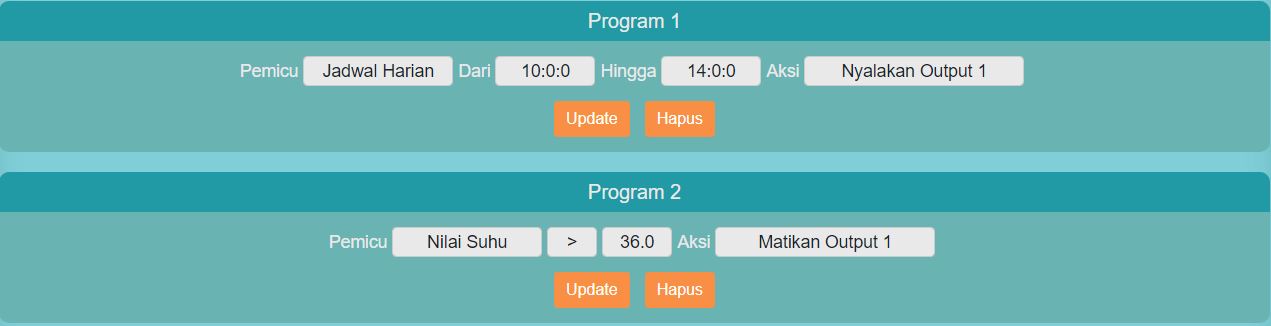 Program 1
Pemicu Jadwal Harian Dari 10:0:0 Hingga 14:0:0 Aksi Nyalakan Output 1
Update Hapus
Program 2
Pemicu Nilai Suhu > 36.0 Aksi Matikan Output 1
Update Hapus